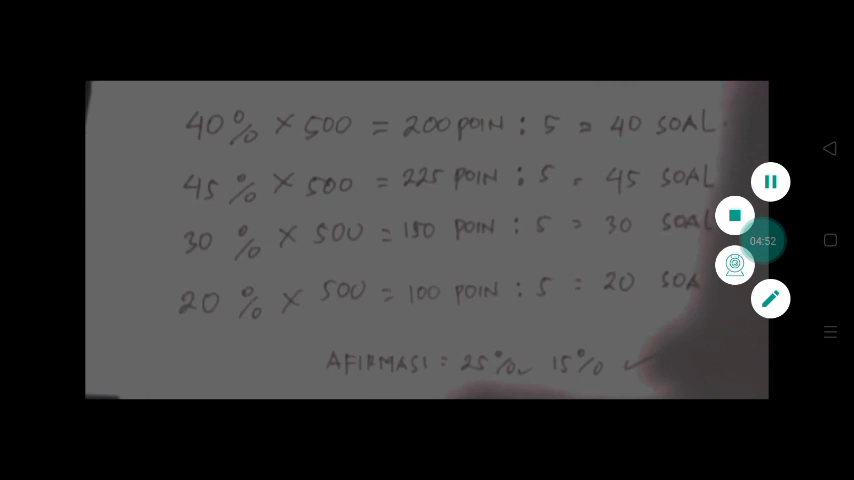 40% × 500 = 200 POIN : 5 = 40 SOAL.
45% × 500 = 225 POIN : 5 = 45 SOAL
30% × 500 = 150 POIN : 5 = 30 SOAL
20% × 500 = 100 POIN : 5 = 20 SOA
AFIRMASI = 25% ✓ 15% ✓
04:52